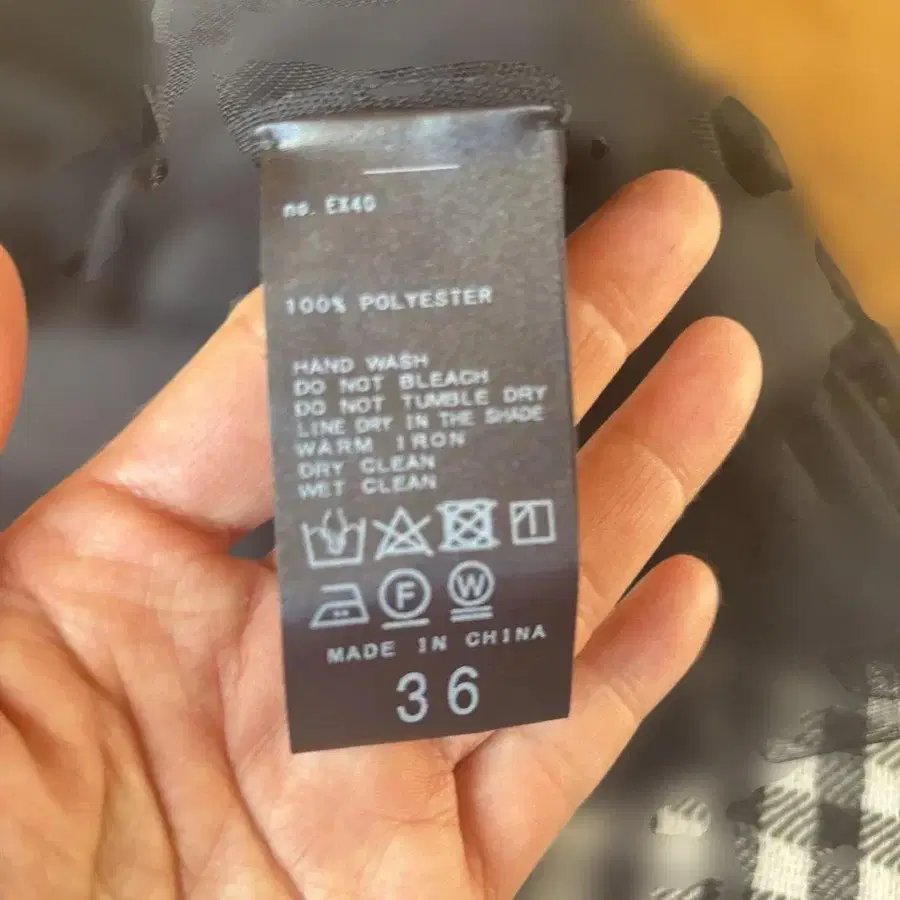 no. EX40
100% POLYESTER
HAND WASH
DO NOT BLEACH
DO NOT TUMBLE DRY
LINE DRY IN THE SHADE
WARM IRON
DRY CLEAN
WET CLEAN
F W
MADE IN CHINA
36